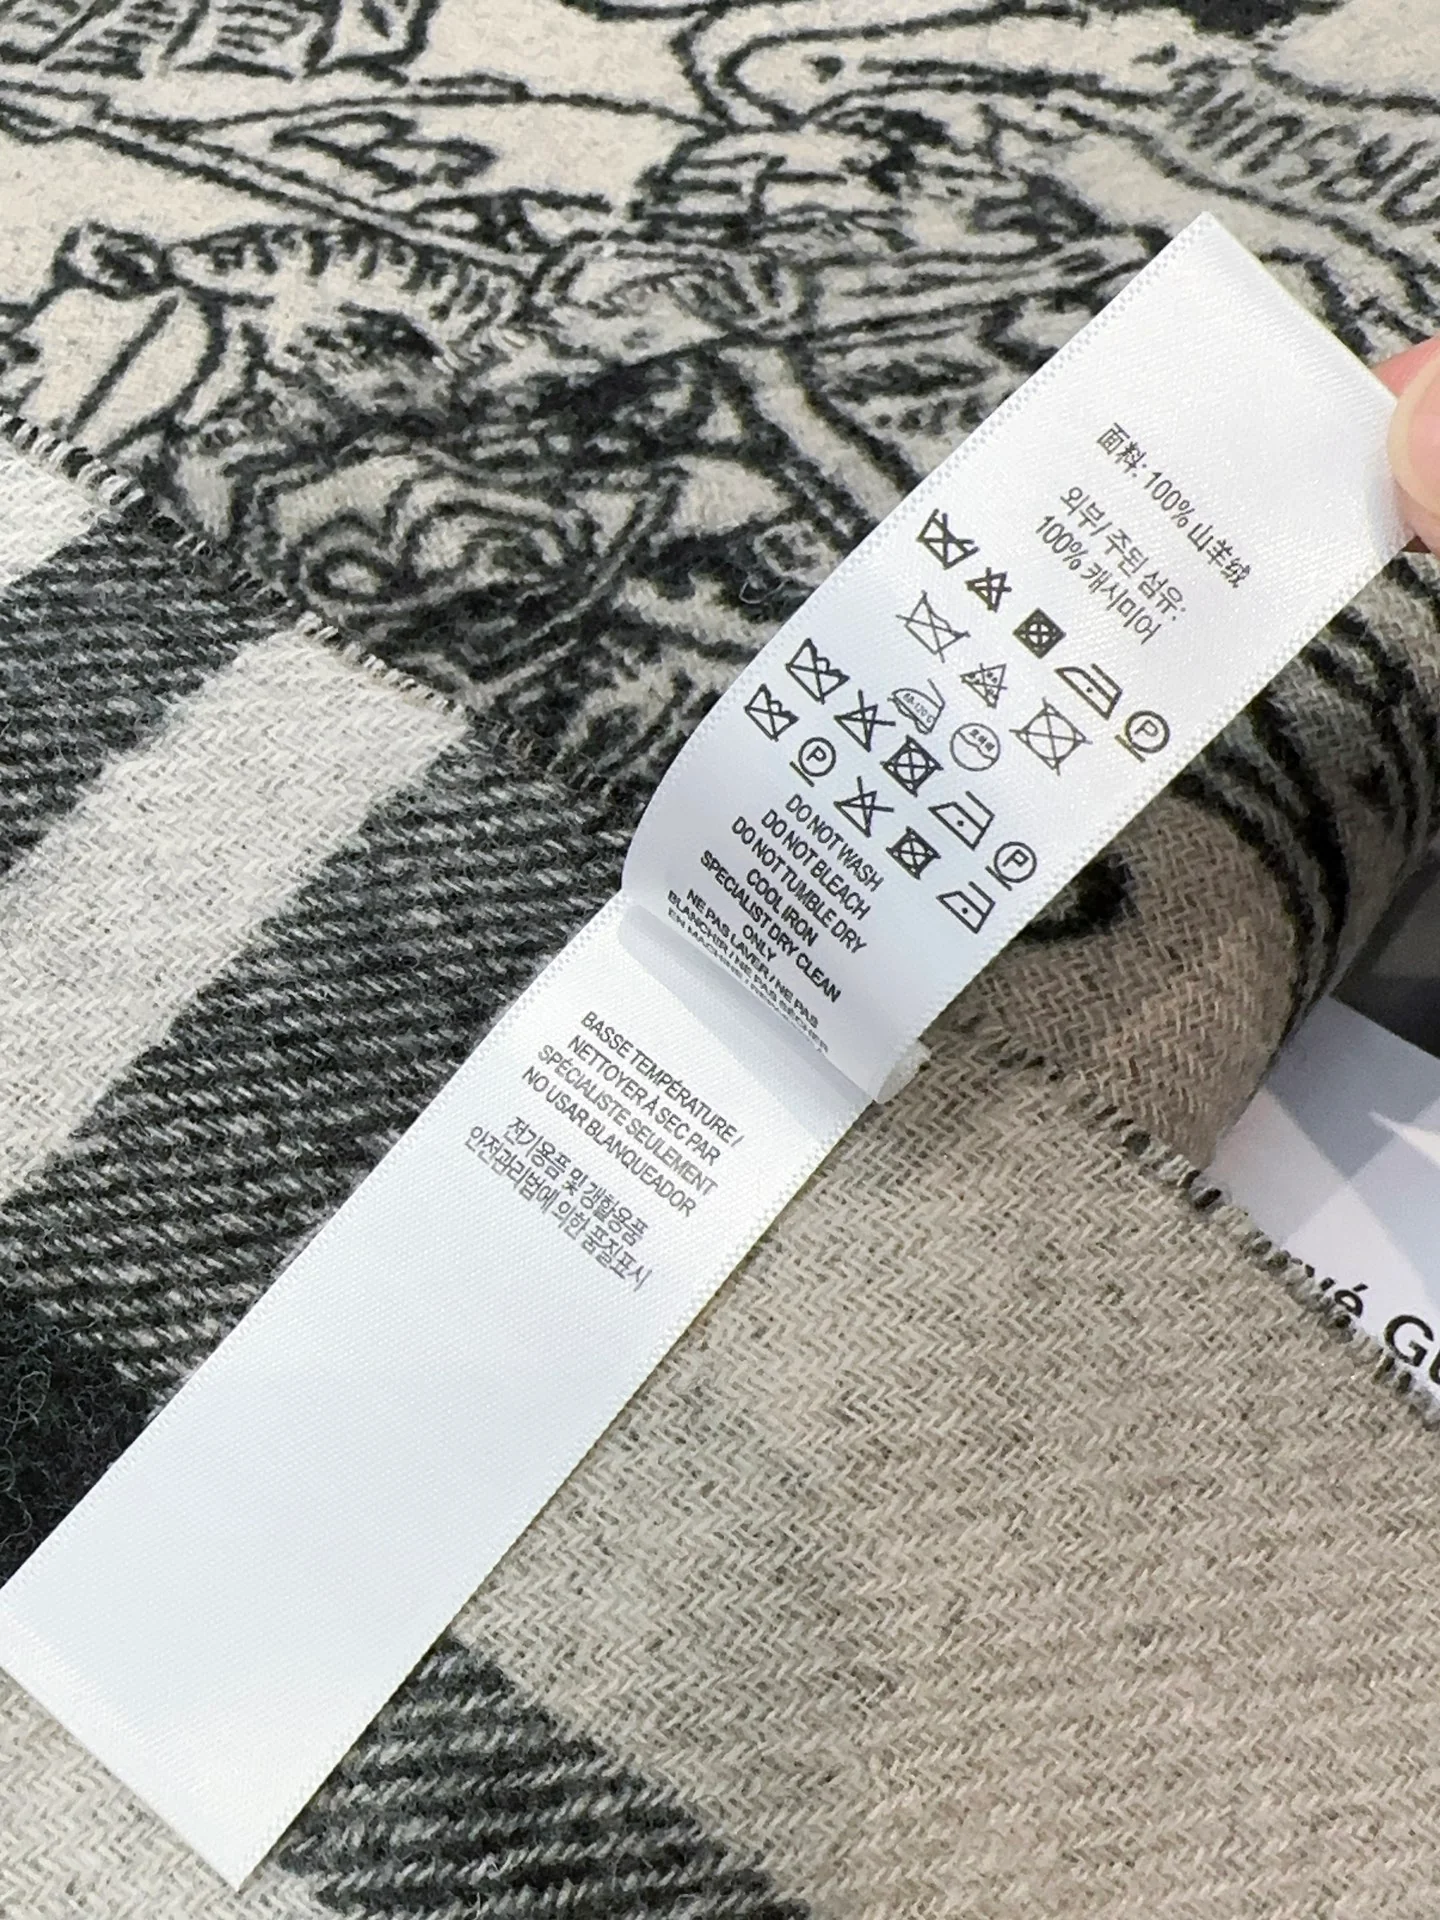 面料: 100% 山羊绒
외부/ 주된 섬유:
100% 캐시미어
P
P
P
DO NOT WASH
DO NOT BLEACH
DO NOT TUMBLE DRY
COOL IRON
SPECIALIST DRY CLEAN
ONLY
NE PAS LAVER / NE PAS
BLANCHIR / NE PAS SÉCHER
EN MACHINE /
BASSE TEMPÉRATURE /
NETTOYER À SEC PAR
SPÉCIALISTE SEULEMENT
NO USAR BLANQUEADOR
전기용품 및 생활용품
안전관리법에 의한 품질표시